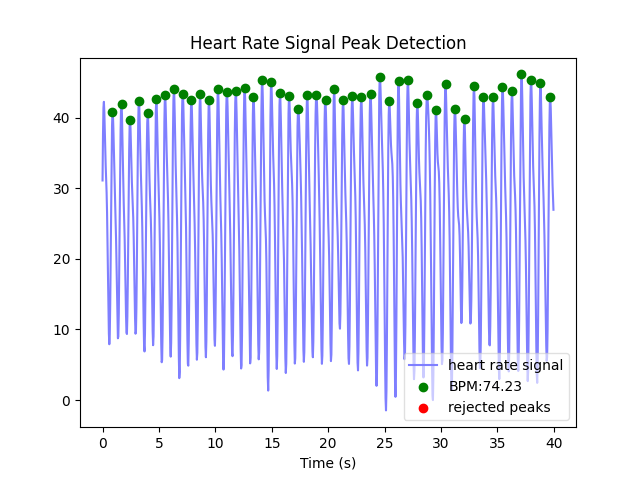 Heart Rate Signal Peak Detection
40
30
20
10
0
heart rate signal
BPM:74.23
rejected peaks
0 5 10 15 20 25 30 35 40
Time (s)